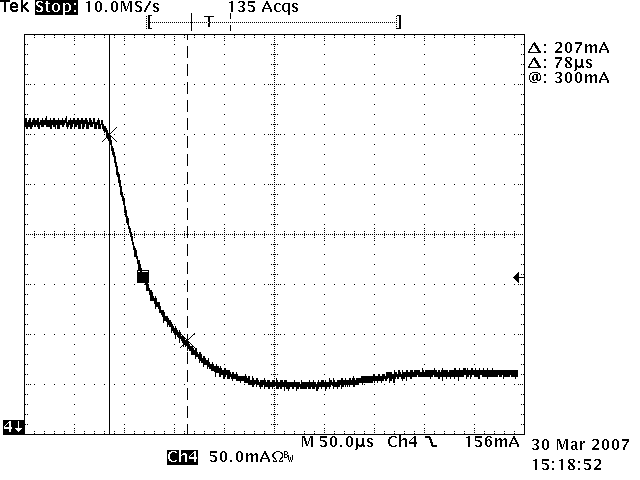 Tek Stop: 10.0MS/s 135 Acqs
T
Δ: 207mA
Δ: 78µs
@: 300mA
4↓
M 50.0µs Ch4 ⤵ 156mA
Ch4 50.0mAΩBW
30 Mar 2007
15:18:52